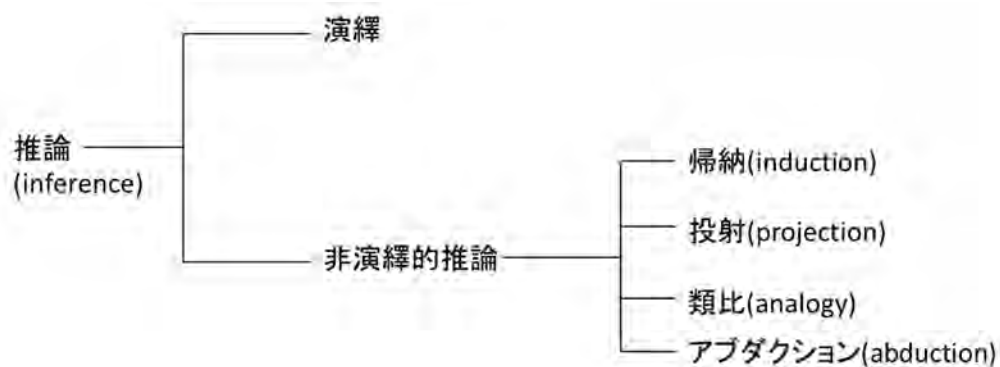 演繹
推論
(inference)
非演繹的推論
帰納(induction)
投射(projection)
類比(analogy)
アブダクション(abduction)